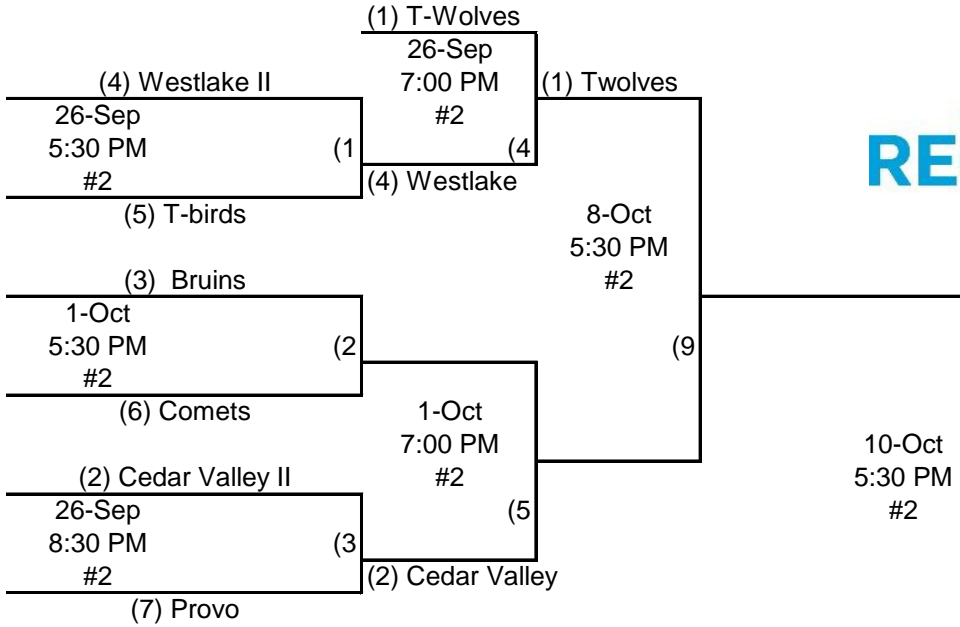 (1) T-Wolves
26-Sep
7:00 PM
#2
(4
(4) Westlake II
26-Sep
5:30 PM
#2
(1
(5) T-birds
(1) Twolves
(4) Westlake
RE
8-Oct
5:30 PM
#2
(9
(3) Bruins
1-Oct
5:30 PM
#2
(2
(6) Comets
1-Oct
7:00 PM
#2
(5
(2) Cedar Valley II
26-Sep
8:30 PM
#2
(3
(7) Provo
(2) Cedar Valley
10-Oct
5:30 PM
#2